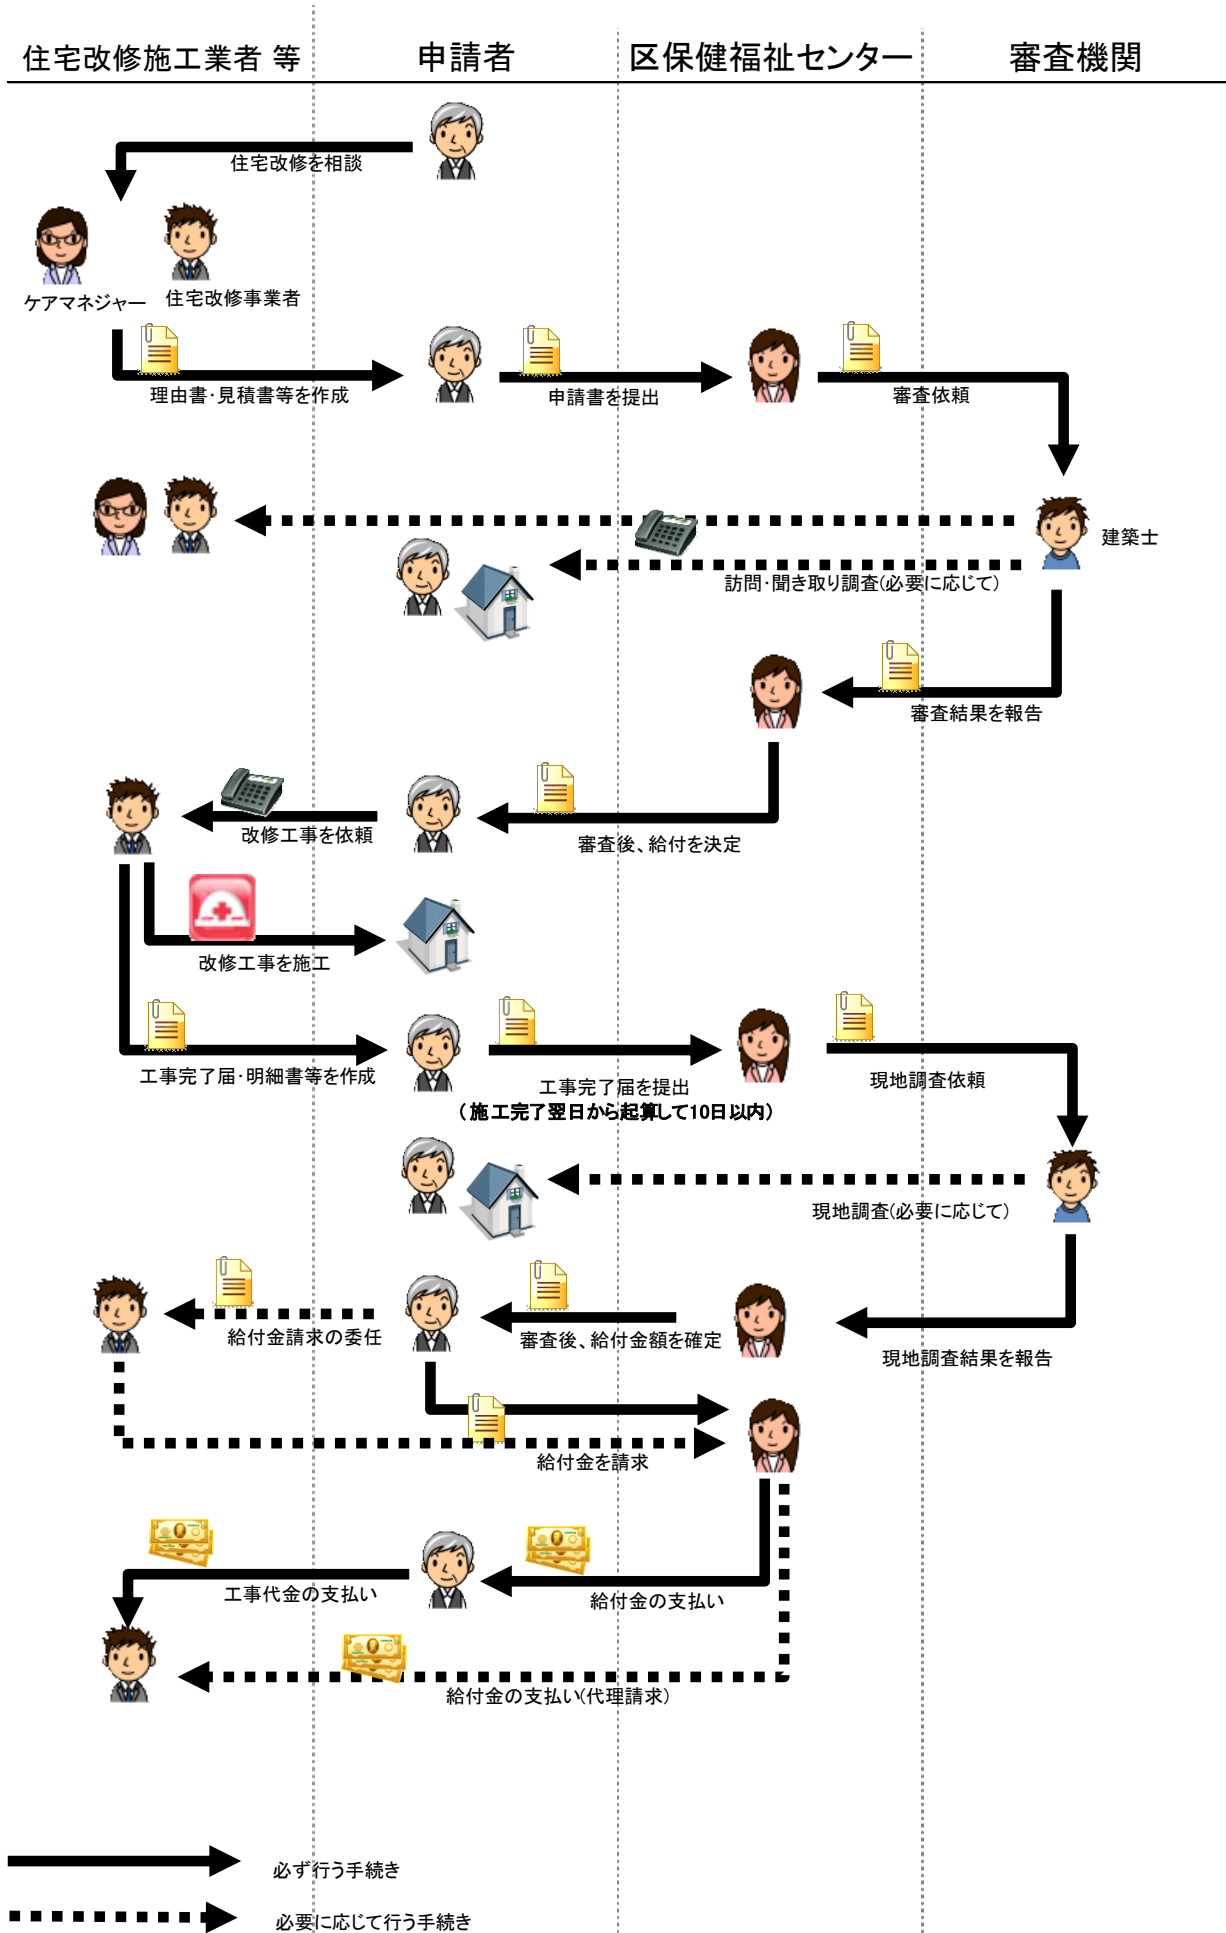 住宅改修施工業者 等
申請者
区保健福祉センター
審査機関
住宅改修を相談
ケアマネジャー
住宅改修事業者
理由書・見積書等を作成
申請書を提出
審査依頼
建築士
訪問・聞き取り調査(必要に応じて)
審査結果を報告
改修工事を依頼
審査後、給付を決定
改修工事を施工
工事完了届・明細書等を作成
工事完了届を提出
(施工完了翌日から起算して10日以内)
現地調査依頼
現地調査(必要に応じて)
給付金請求の委任
審査後、給付金額を確定
現地調査結果を報告
給付金を請求
工事代金の支払い
給付金の支払い
給付金の支払い(代理請求)
必ず行う手続き
必要に応じて行う手続き